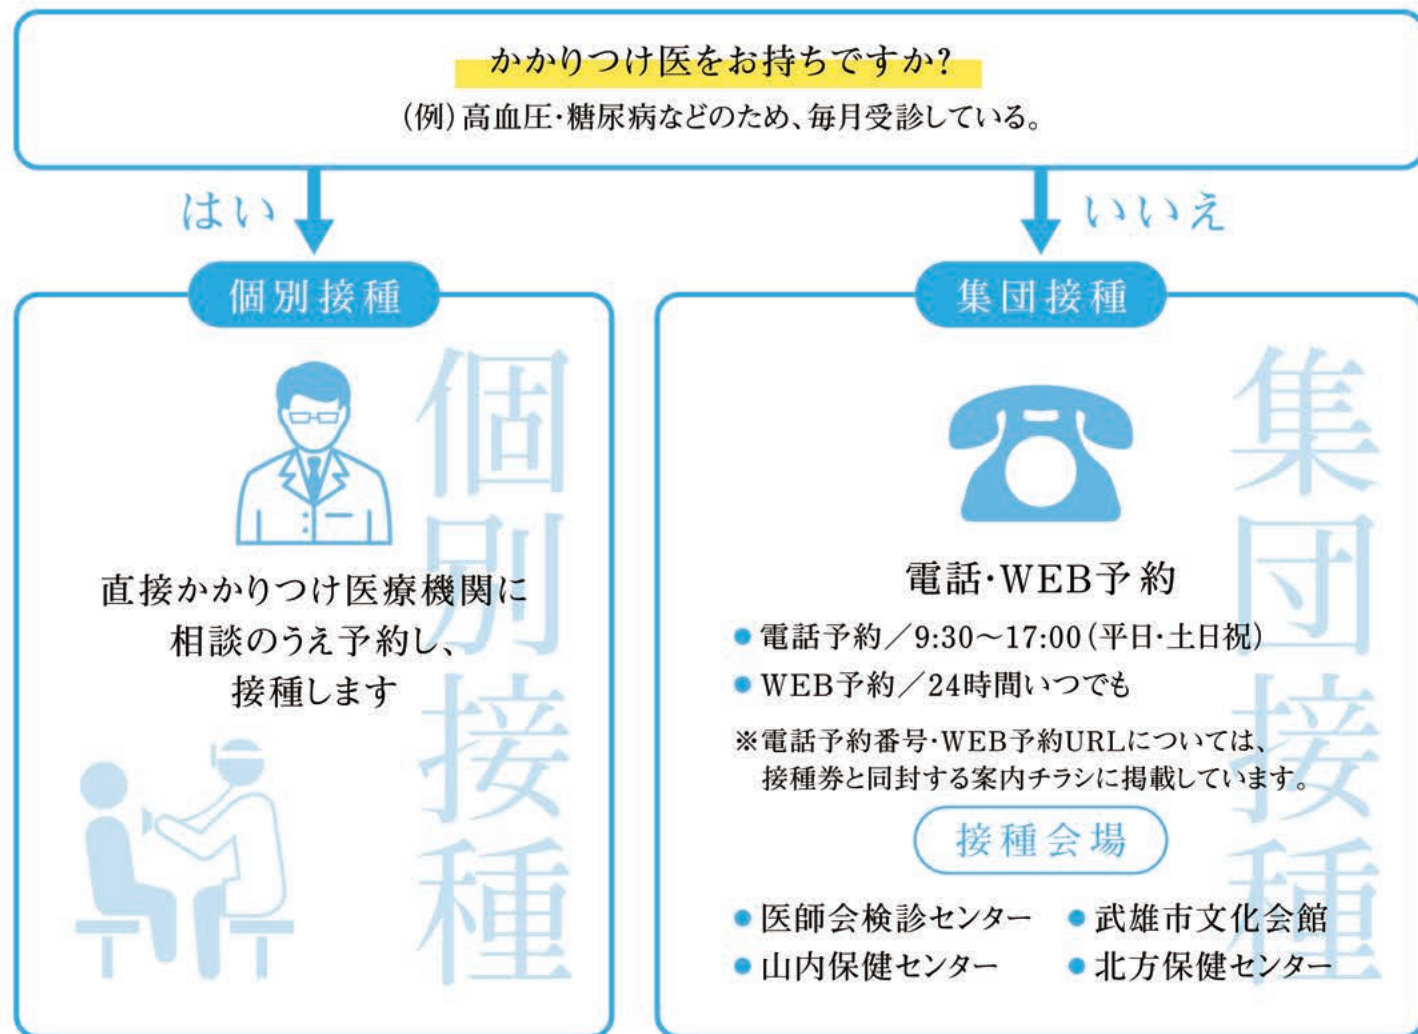 かかりつけ医をお持ちですか?
(例)高血圧・糖尿病などのため、毎月受診している。
はい
いいえ
個別接種
個別接種
直接かかりつけ医療機関に
相談のうえ予約し、
接種します
集団接種
集団接種
電話・WEB予約
● 電話予約/9:30～17:00(平日・土日祝)
● WEB予約/24時間いつでも
※電話予約番号・WEB予約URLについては、
接種券と同封する案内チラシに掲載しています。
接種会場
● 医師会検診センター ● 武雄市文化会館
● 山内保健センター ● 北方保健センター